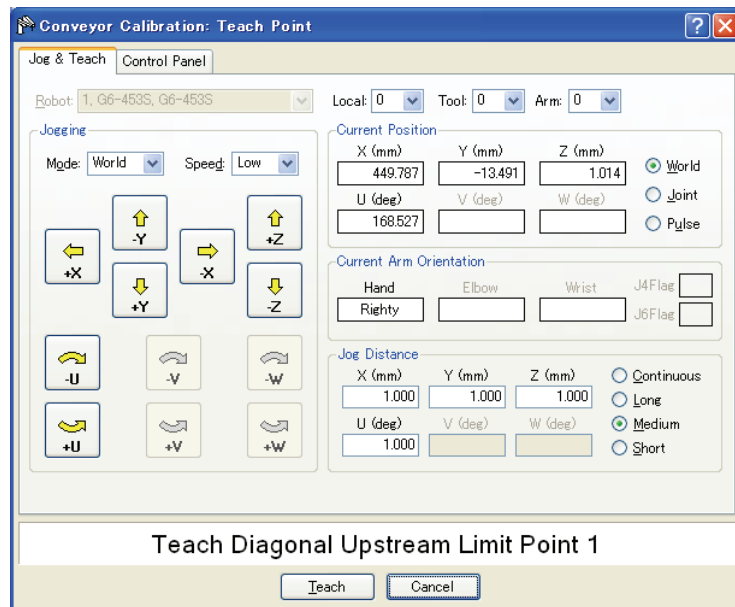 Conveyor Calibration: Teach Point
Jog & Teach Control Panel
Robot: 1, G6-453S, G6-453S Local: 0 Tool: 0 Arm: 0
Jogging
Mode: World Speed: Low
-Y +Z
+X -X
+Y -Z
-U -V -W
+U +V +W
Current Position
X (mm) Y (mm) Z (mm)
449.787 -13.491 1.014
U (deg) V (deg) W (deg)
168.527
World
Joint
Pulse
Current Arm Orientation
Hand Elbow Wrist J4Flag
Righty J6Flag
Jog Distance
X (mm) Y (mm) Z (mm)
1.000 1.000 1.000
U (deg) V (deg) W (deg)
1.000
Continuous
Long
Medium
Short
Teach Diagonal Upstream Limit Point 1
Teach Cancel